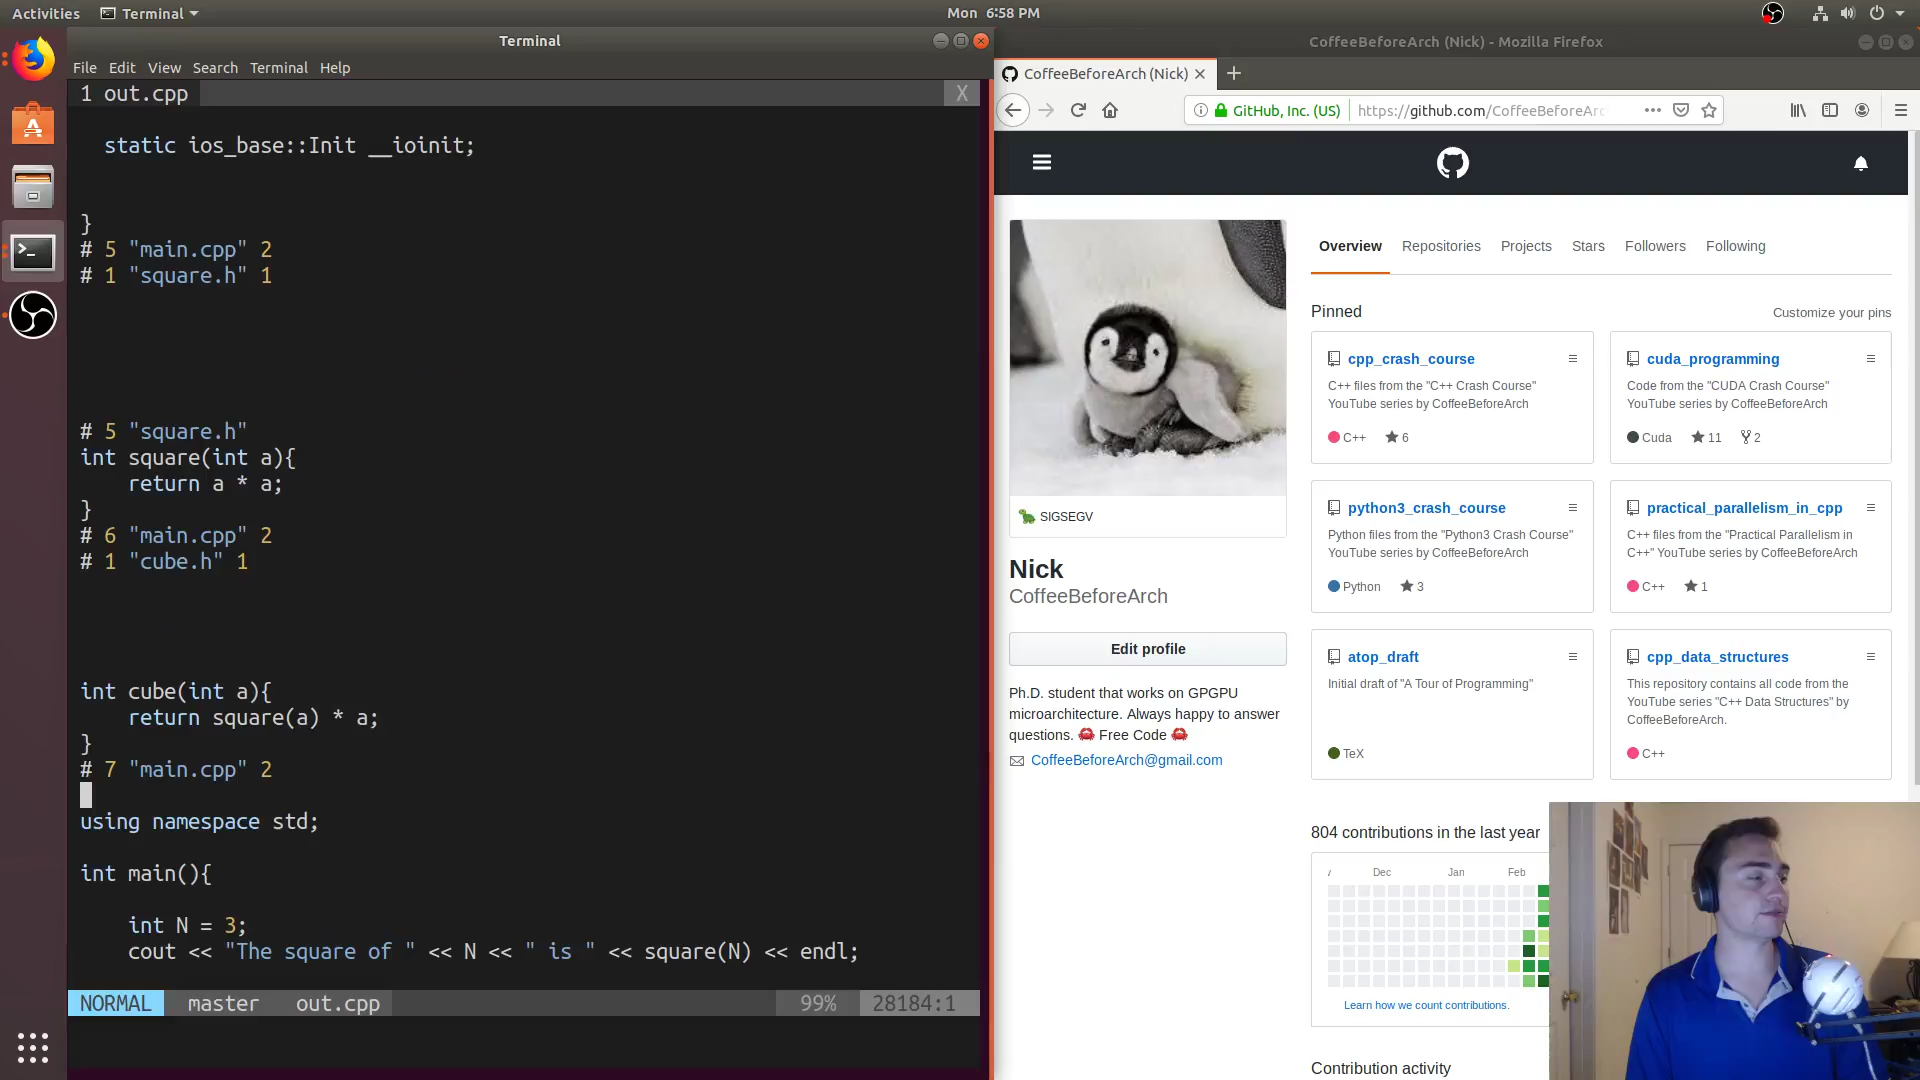 Activities
Terminal
Mon 6:58 PM
Terminal
File Edit View Search Terminal Help
1 out.cpp
X
static ios_base::Init __ioinit;
}
# 5 "main.cpp" 2
# 1 "square.h" 1
# 5 "square.h"
int square(int a){
return a * a;
}
# 6 "main.cpp" 2
# 1 "cube.h" 1
int cube(int a){
return square(a) * a;
}
# 7 "main.cpp" 2
using namespace std;
int main(){
int N = 3;
cout << "The square of " << N << " is " << square(N) << endl;
NORMAL master out.cpp 99% 28184:1
CoffeeBeforeArch (Nick) - Mozilla Firefox
CoffeeBeforeArch (Nick)
GitHub, Inc. (US)
https://github.com/CoffeeBeforeArc
Overview Repositories Projects Stars Followers Following
SIGSEGV
Nick
CoffeeBeforeArch
Edit profile
Ph.D. student that works on GPGPU
microarchitecture. Always happy to answer
questions. 🦀 Free Code 🦀
CoffeeBeforeArch@gmail.com
Pinned
Customize your pins
cpp_crash_course
C++ files from the "C++ Crash Course"
YouTube series by CoffeeBeforeArch
C++ 6
cuda_programming
Code from the "CUDA Crash Course"
YouTube series by CoffeeBeforeArch
Cuda 11 2
python3_crash_course
Python files from the "Python3 Crash Course"
YouTube series by CoffeeBeforeArch
Python 3
practical_parallelism_in_cpp
C++ files from the "Practical Parallelism in
C++" YouTube series by CoffeeBeforeArch
C++ 1
atop_draft
Initial draft of "A Tour of Programming"
TeX
cpp_data_structures
This repository contains all code from the
YouTube series "C++ Data Structures" by
CoffeeBeforeArch.
C++
804 contributions in the last year
Dec Jan Feb
Learn how we count contributions.
Contribution activity